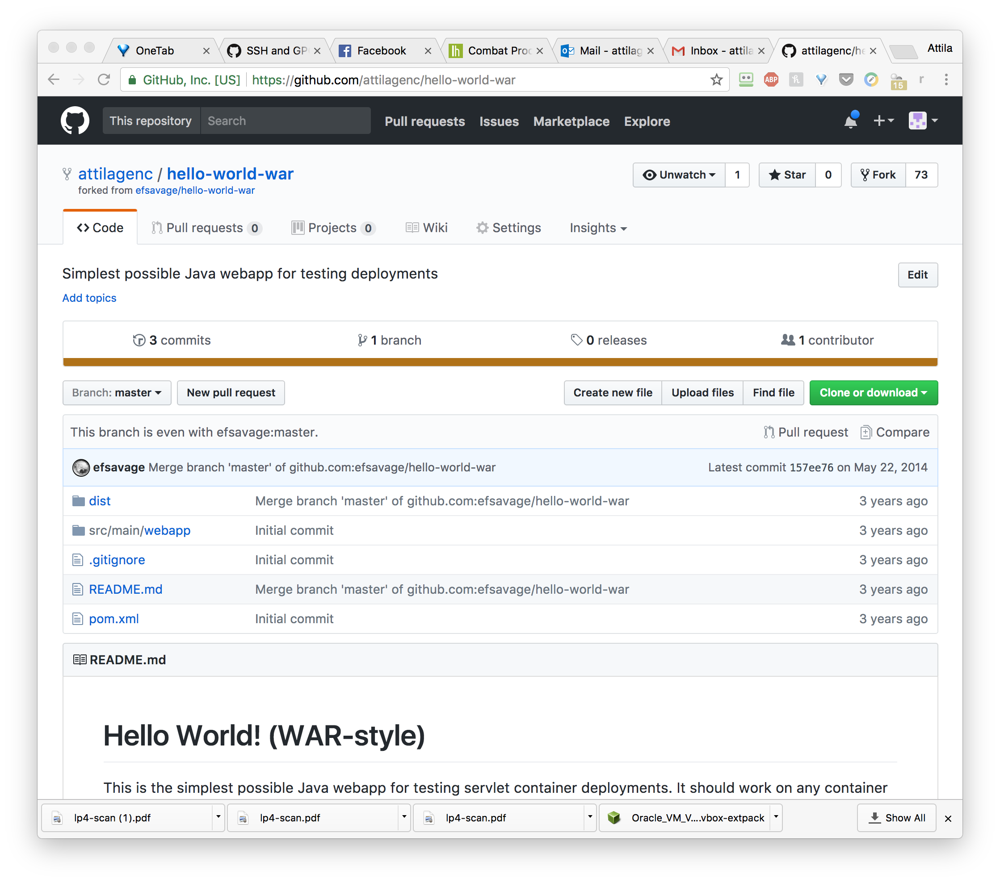 OneTab
SSH and GP
Facebook
Combat Proc
Mail - attilag
Inbox - attila
attilagenc/he
Attila
GitHub, Inc. [US]
https://github.com/attilagenc/hello-world-war
ABP
h
15
r
This repository
Search
Pull requests
Issues
Marketplace
Explore
attilagenc / hello-world-war
forked from efsavage/hello-world-war
Unwatch 1
Star 0
Fork 73
Code
Pull requests 0
Projects 0
Wiki
Settings
Insights
Simplest possible Java webapp for testing deployments
Edit
Add topics
3 commits
1 branch
0 releases
1 contributor
Branch: master
New pull request
Create new file
Upload files
Find file
Clone or download
This branch is even with efsavage:master.
Pull request
Compare
efsavage Merge branch 'master' of github.com:efsavage/hello-world-war
Latest commit 157ee76 on May 22, 2014
dist Merge branch 'master' of github.com:efsavage/hello-world-war 3 years ago
src/main/webapp Initial commit 3 years ago
.gitignore Initial commit 3 years ago
README.md Merge branch 'master' of github.com:efsavage/hello-world-war 3 years ago
pom.xml Initial commit 3 years ago
README.md
Hello World! (WAR-style)
This is the simplest possible Java webapp for testing servlet container deployments. It should work on any container
lp4-scan (1).pdf
lp4-scan.pdf
lp4-scan.pdf
Oracle_VM_V....vbox-extpack
Show All